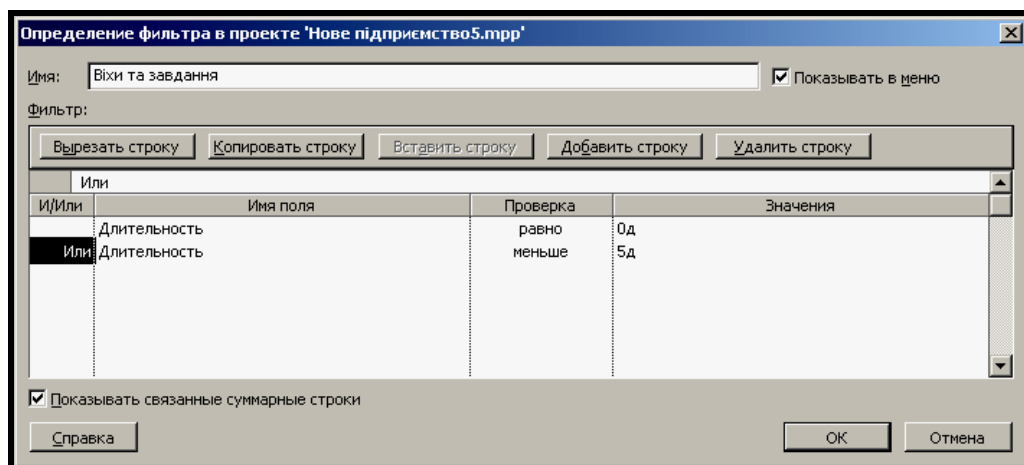 Определение фильтра в проекте 'Нове підприємство5.mpp'
Имя: Віхи та завдання Показывать в меню
Фильтр:
Вырезать строку Копировать строку Вставить строку Добавить строку Удалить строку
Или
И/Или Имя поля Проверка Значения
Длительность равно 0д
Или Длительность меньше 5д
Показывать связанные суммарные строки
Справка ОК Отмена